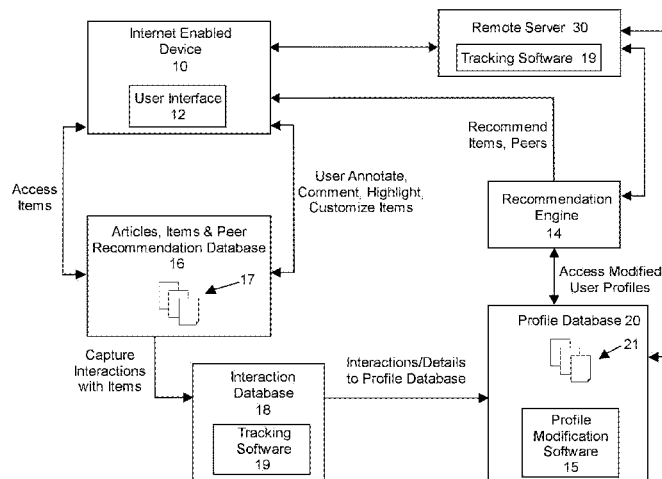 Internet Enabled
Device
10
User Interface
12
Remote Server 30
Tracking Software 19
Recommend
Items, Peers
Access
Items
User Annotate,
Comment, Highlight,
Customize Items
Recommendation
Engine
14
Articles, Items & Peer
Recommendation Database
16
17
Access Modified
User Profiles
Profile Database 20
21
Capture
Interactions
with Items
Interaction
Database
18
Tracking
Software
19
Interactions/Details
to Profile Database
Profile
Modification
Software
15